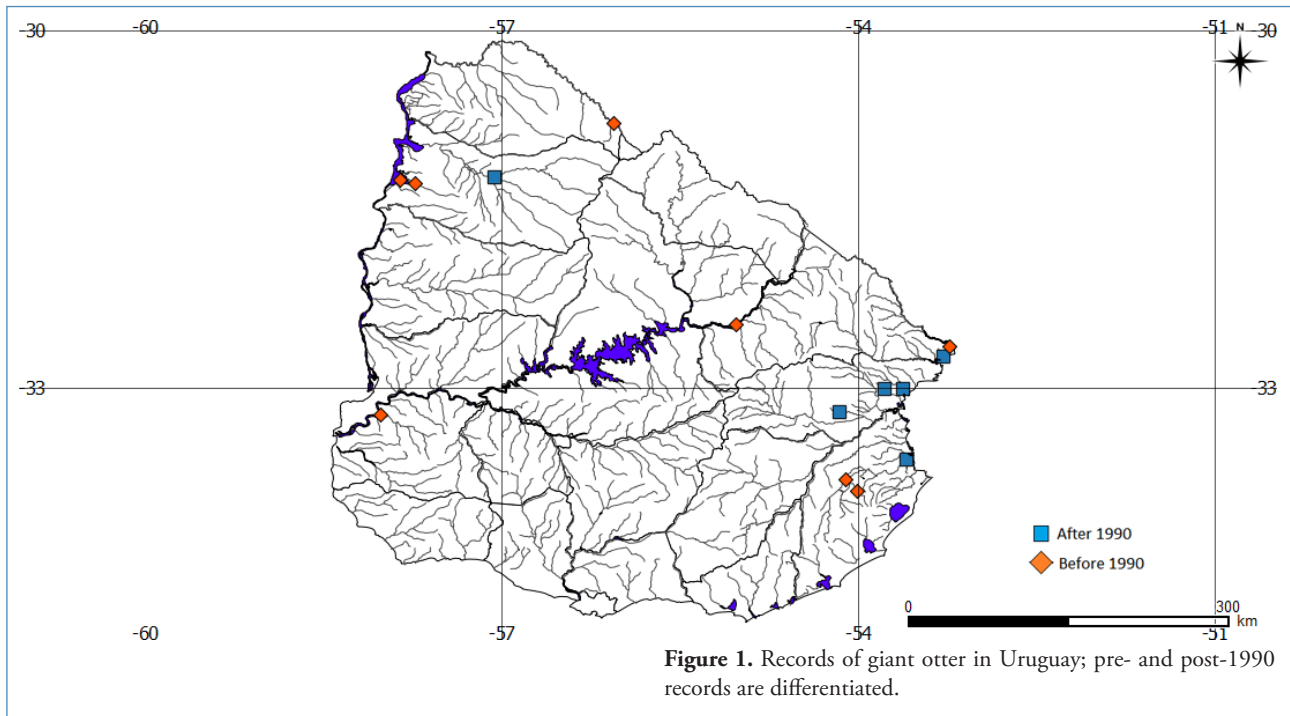 -30 -60 -57 -54 -51 -30
N
-33 -33
After 1990
Before 1990
0 300
km
-60 -57 -54 -51
Figure 1. Records of giant otter in Uruguay; pre- and post-1990
records are differentiated.